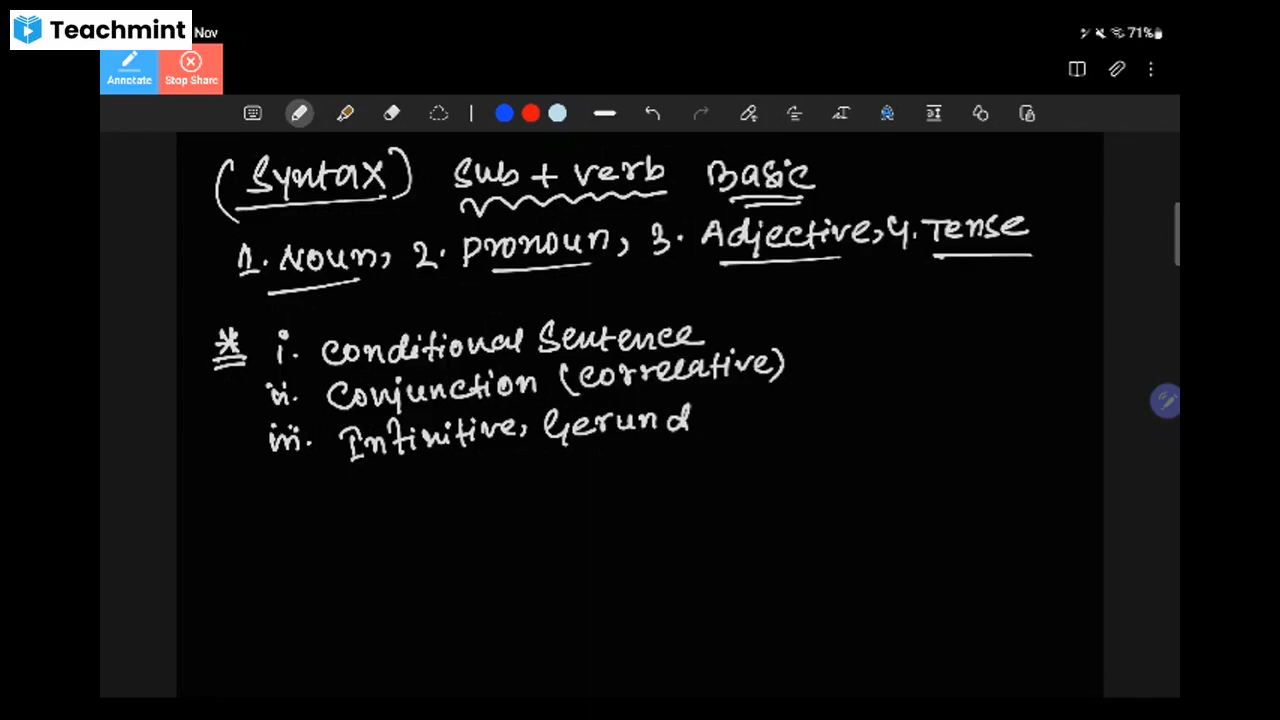 Teachmint
Nov
71%
Annotate
Stop Share
(Syntax) Sub + verb Basic
1. Noun, 2. Pronoun, 3. Adjective, 4. Tense
* i. Conditional Sentence
ii. Conjunction (Correlative)
iii. Infinitive, Gerund